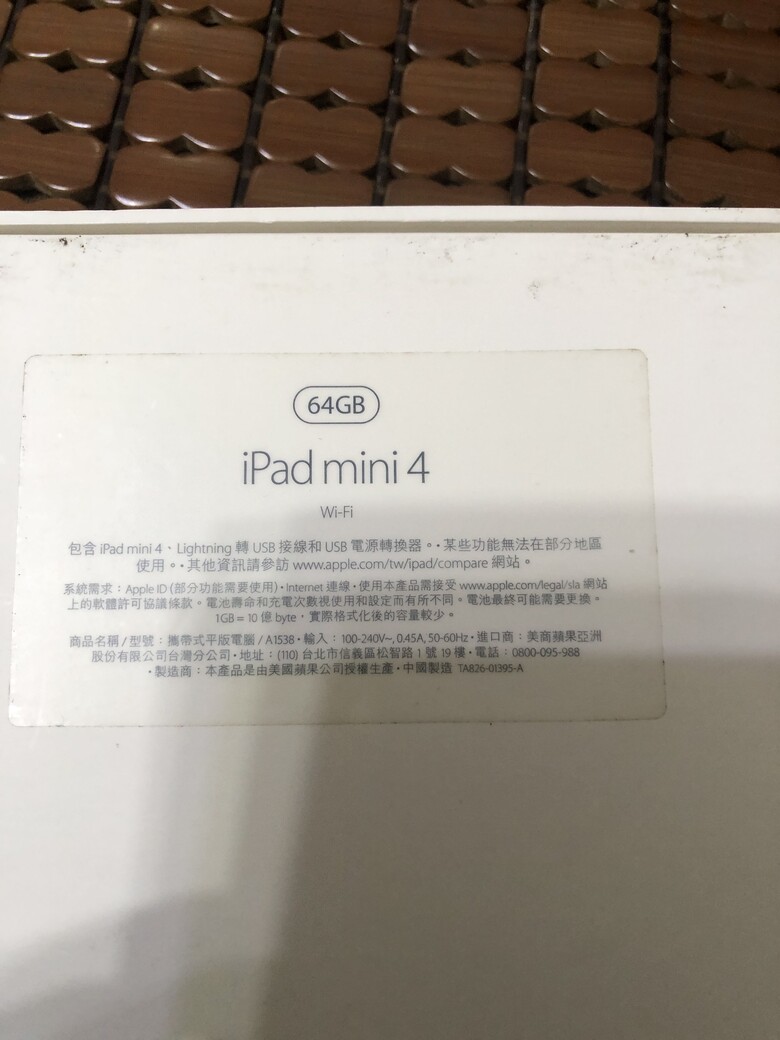 64GB
iPad mini 4
Wi-Fi
包含 iPad mini 4、Lightning 轉 USB 接線和 USB 電源轉換器。• 某些功能無法在部分地區
使用。• 其他資訊請參訪 www.apple.com/tw/ipad/compare 網站。
系統需求：Apple ID (部分功能需要使用)•Internet 連線•使用本產品需接受 www.apple.com/legal/sla 網站
上的軟體許可協議條款。電池壽命和充電次數視使用和設定而有所不同。電池最終可能需要更換。
1GB = 10 億 byte，實際格式化後的容量較少。
商品名稱 / 型號：攜帶式平版電腦 / A1538•輸入：100-240V~, 0.45A, 50-60Hz•進口商：美商蘋果亞洲
股份有限公司台灣分公司•地址：(110) 台北市信義區松智路 1 號 19 樓•電話：0800-095-988
•製造商：本產品是由美國蘋果公司授權生產•中國製造 TA826-01395-A